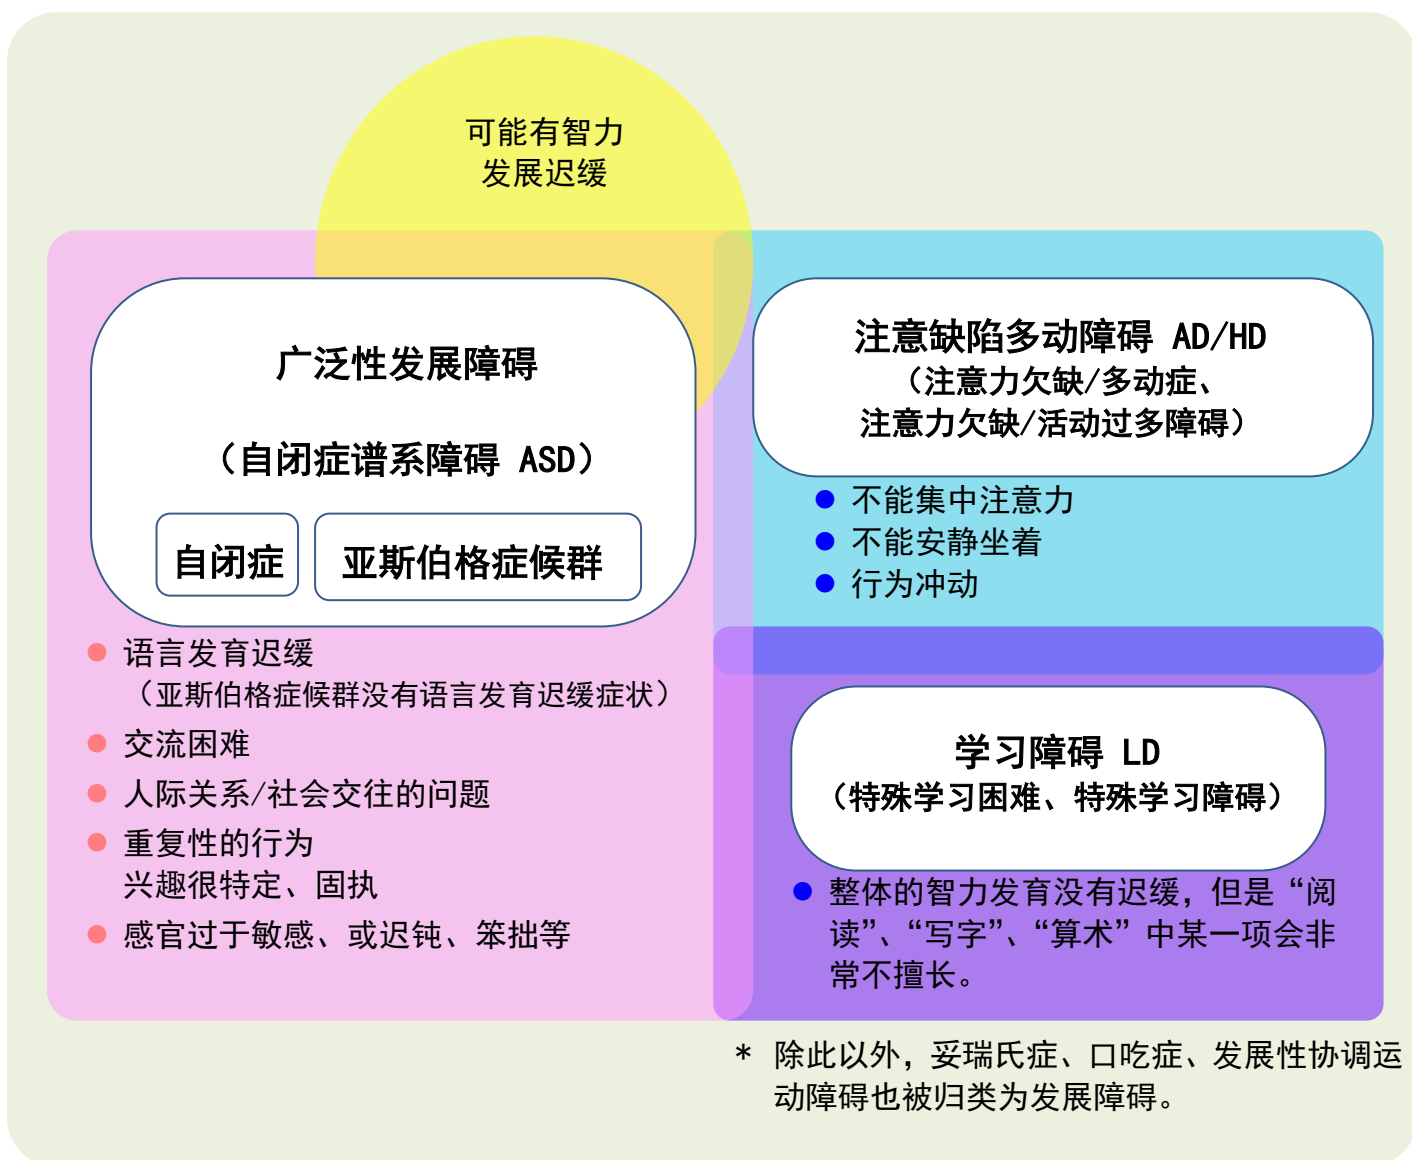 可能有智力
发展迟缓
广泛性发展障碍
（自闭症谱系障碍 ASD）
自闭症
亚斯伯格症候群
● 语言发育迟缓
（亚斯伯格症候群没有语言发育迟缓症状）
● 交流困难
● 人际关系/社会交往的问题
● 重复性的行为
兴趣很特定、固执
● 感官过于敏感、或迟钝、笨拙等
注意缺陷多动障碍 AD/HD
（注意力欠缺/多动症、
注意力欠缺/活动过多障碍）
● 不能集中注意力
● 不能安静坐着
● 行为冲动
学习障碍 LD
（特殊学习困难、特殊学习障碍）
● 整体的智力发育没有迟缓，但是“阅
读”、“写字”、“算术”中某一项会非
常不擅长。
* 除此以外，妥瑞氏症、口吃症、发展性协调运
动障碍也被归类为发展障碍。